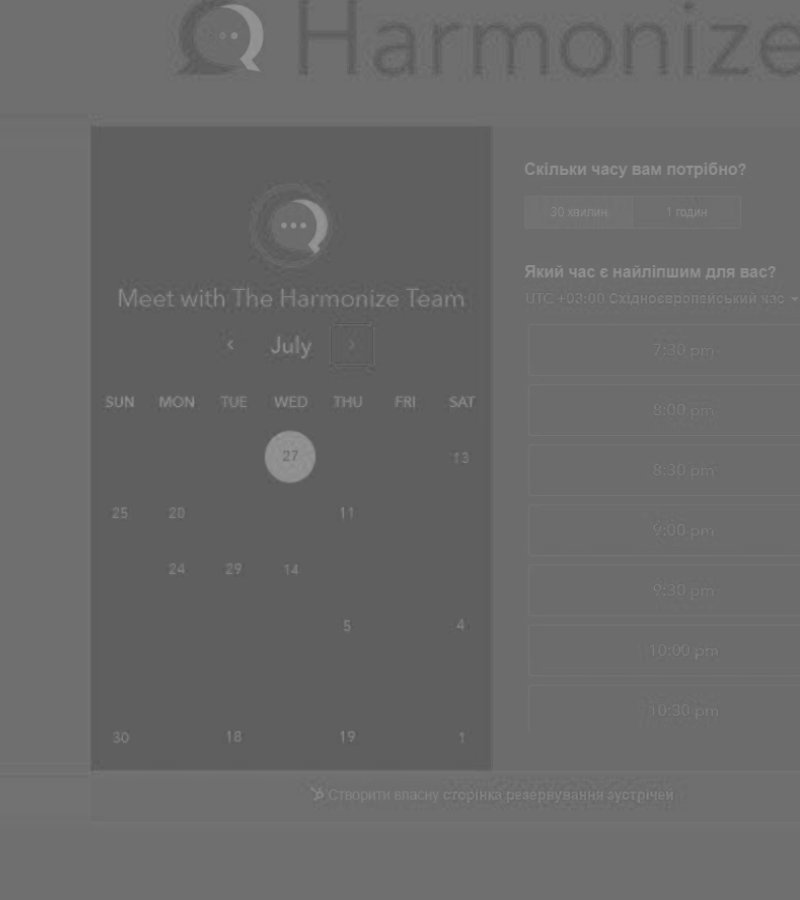 Harmonize
Meet with The Harmonize Team
‹ July ›
SUN MON TUE WED THU FRI SAT
27 13
25 20 11
24 29 14
5 4
30 18 19 1
Скільки часу вам потрібно?
30 хвилин 1 годин
Який час є найліпшим для вас?
UTC +03:00 Східноєвропейський час
7:30 pm
8:00 pm
8:30 pm
9:00 pm
9:30 pm
10:00 pm
10:30 pm
Створити власну сторінка резервування зустрічей